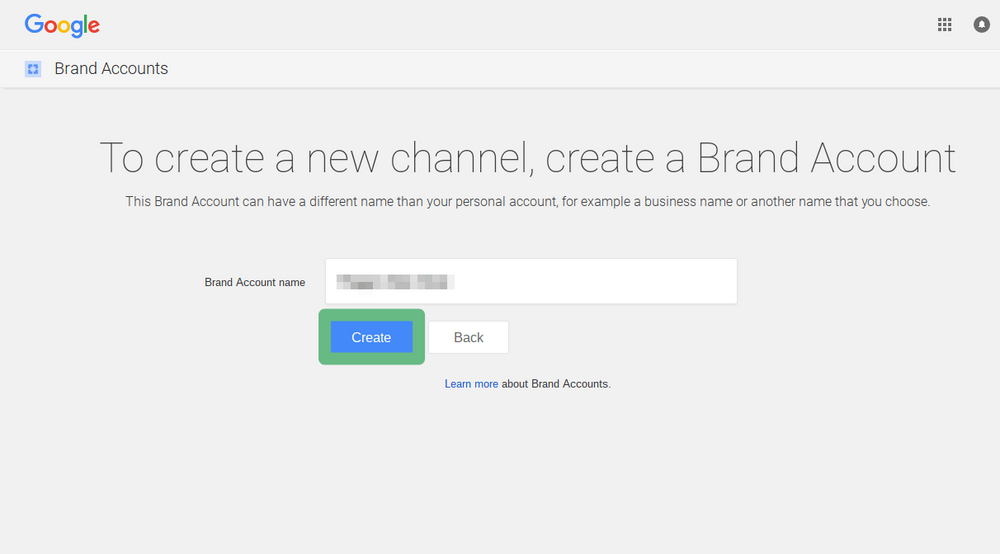 Google
Brand Accounts
To create a new channel, create a Brand Account
This Brand Account can have a different name than your personal account, for example a business name or another name that you choose.
Brand Account name
Create
Back
Learn more about Brand Accounts.